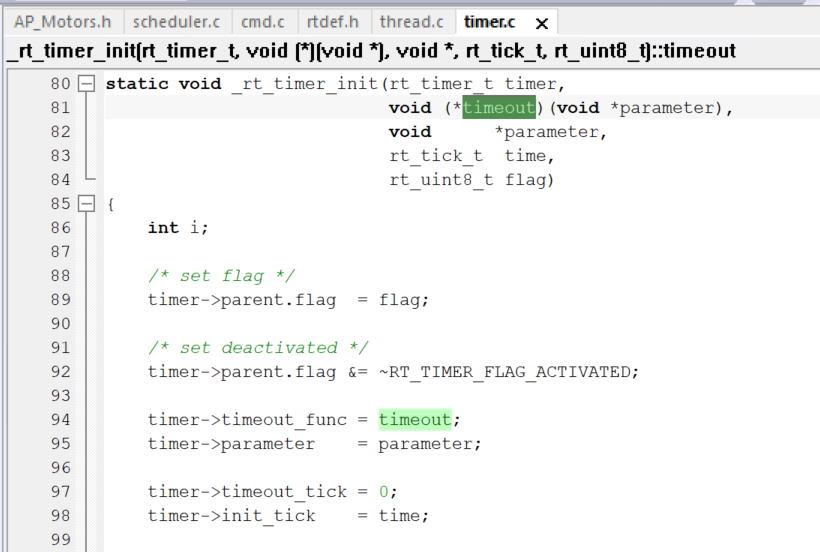 AP_Motors.h scheduler.c cmd.c rtdef.h thread.c timer.c x
_rt_timer_init(rt_timer_t, void (*)(void *), void *, rt_tick_t, rt_uint8_t)::timeout
80 static void _rt_timer_init(rt_timer_t timer,
81 void (*timeout)(void *parameter),
82 void *parameter,
83 rt_tick_t time,
84 rt_uint8_t flag)
85 {
86 int i;
87
88 /* set flag */
89 timer->parent.flag = flag;
90
91 /* set deactivated */
92 timer->parent.flag &= ~RT_TIMER_FLAG_ACTIVATED;
93
94 timer->timeout_func = timeout;
95 timer->parameter = parameter;
96
97 timer->timeout_tick = 0;
98 timer->init_tick = time;
99